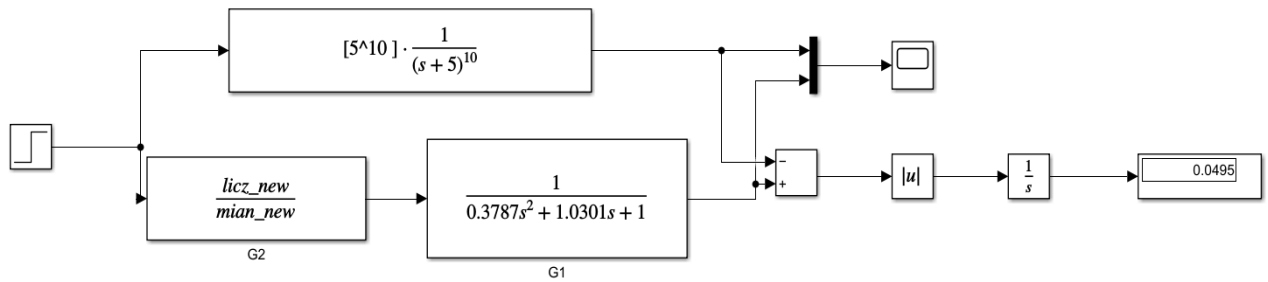 [5^10 ] · 1
(s + 5)^10
licz_new
mian_new
G2
1
0.3787s^2 + 1.0301s + 1
G1
−
+
|u|
1
s
0.0495